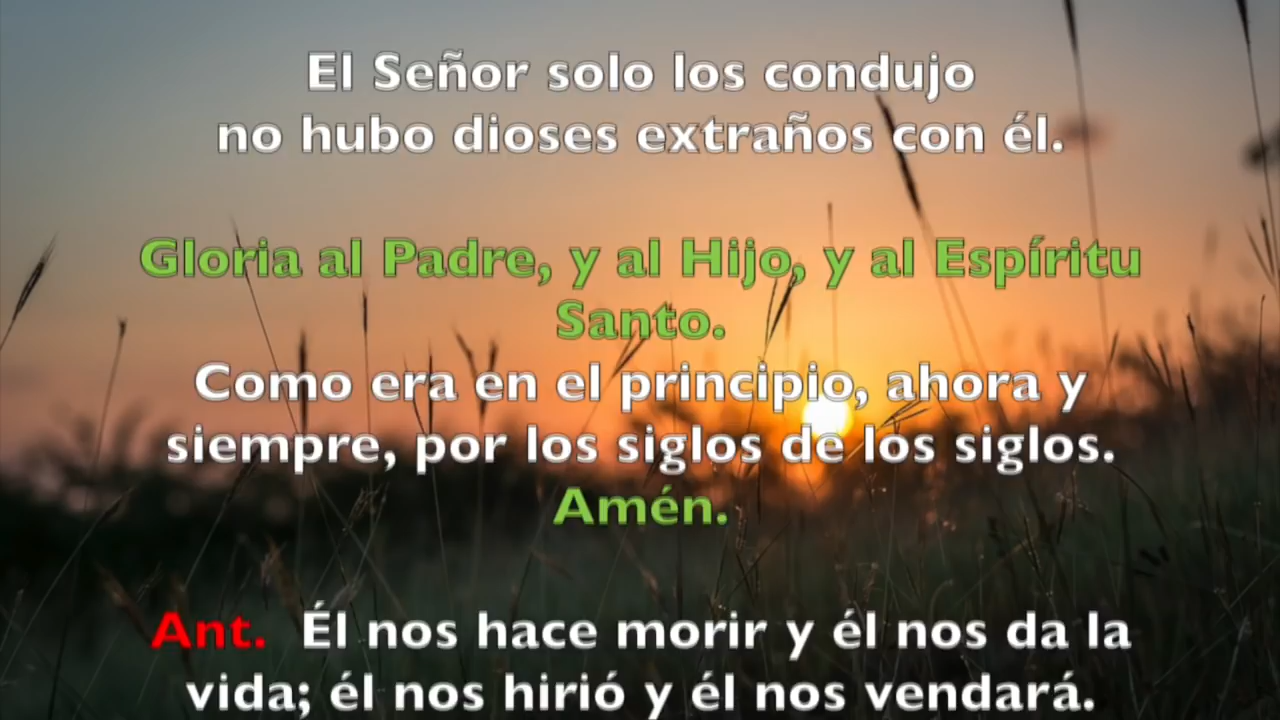 El Señor solo los condujo
no hubo dioses extraños con él.
Gloria al Padre, y al Hijo, y al Espíritu
Santo.
Como era en el principio, ahora y
siempre, por los siglos de los siglos.
Amén.
Ant. Él nos hace morir y él nos da la
vida; él nos hirió y él nos vendará.